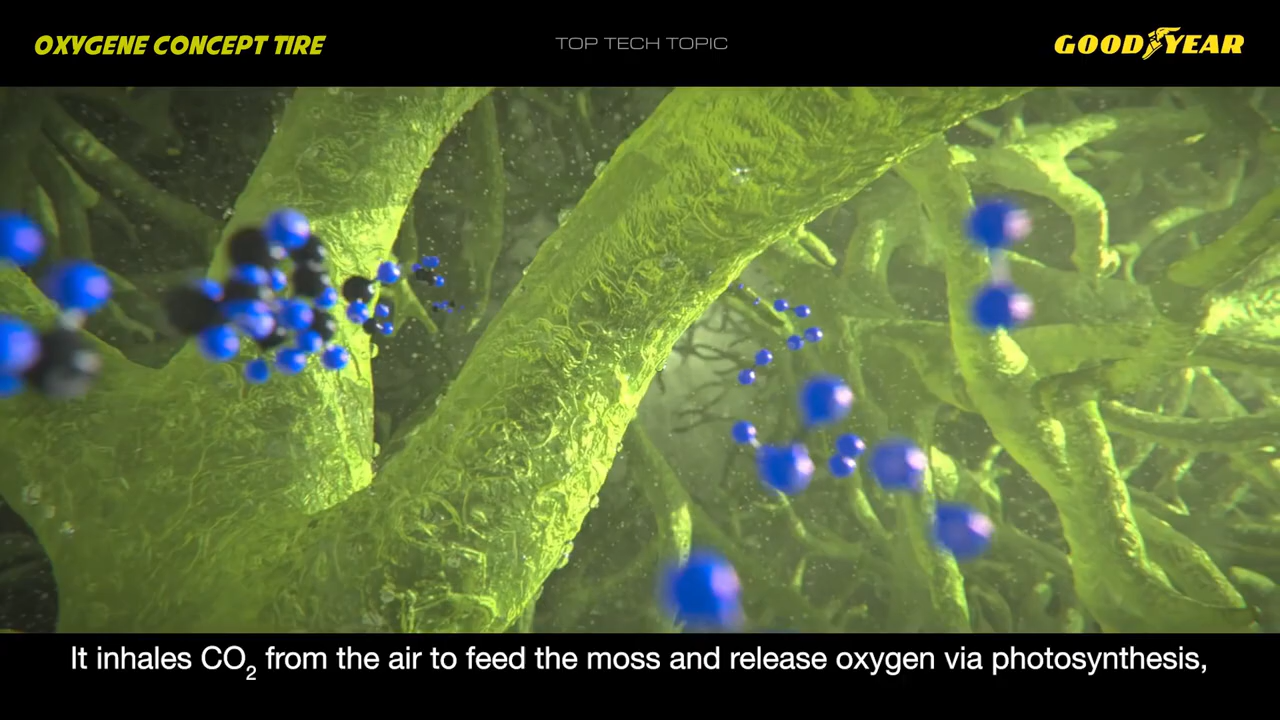 OXYGENE CONCEPT TIRE
TOP TECH TOPIC
GOODYEAR
It inhales CO₂ from the air to feed the moss and release oxygen via photosynthesis,